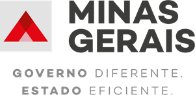 MINAS
GERAIS
GOVERNO DIFERENTE.
ESTADO EFICIENTE.